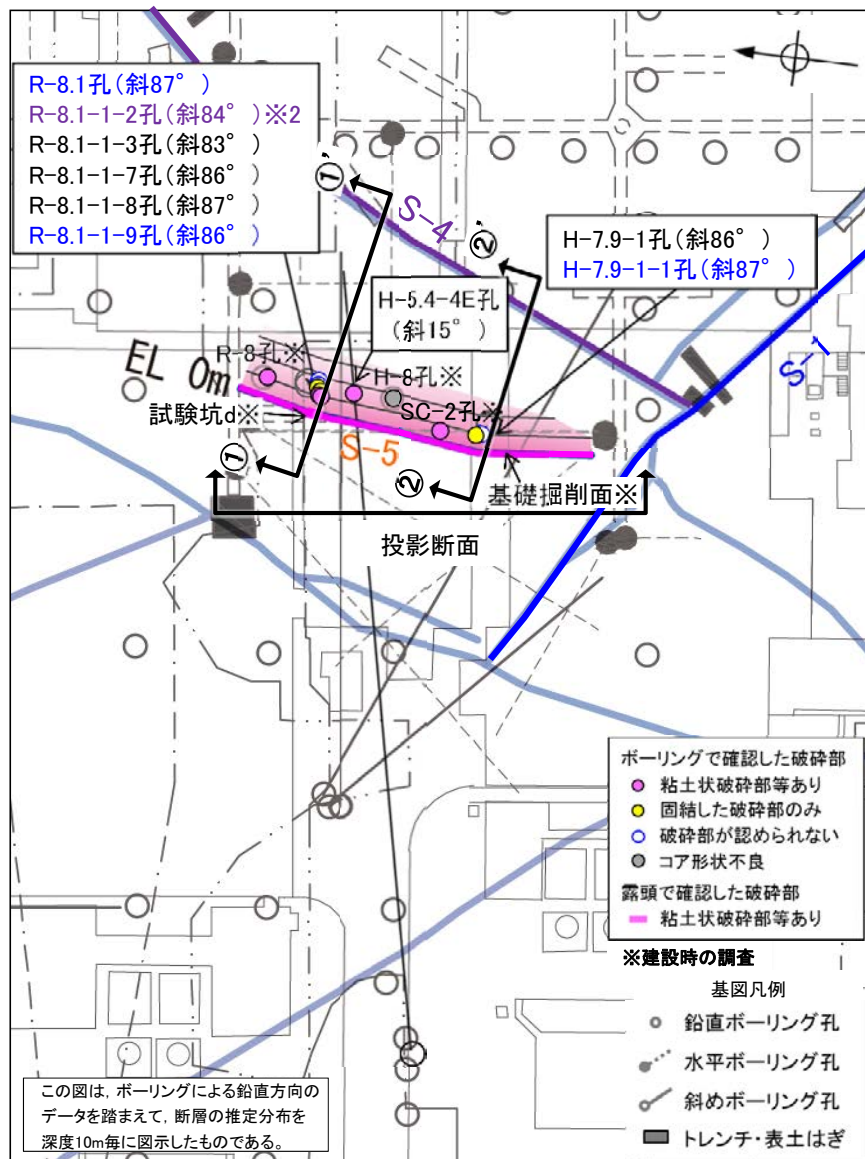 R-8.1孔(斜87°)
R-8.1-1-2孔(斜84°)※2
R-8.1-1-3孔(斜83°)
R-8.1-1-7孔(斜86°)
R-8.1-1-8孔(斜87°)
R-8.1-1-9孔(斜86°)
①’
S-4
②’
H-7.9-1孔(斜86°)
H-7.9-1-1孔(斜87°)
H-5.4-4E孔
(斜15°)
S-1
EL 0m
R-8孔※
H-8孔※
SC-2孔※
試験坑d※
S-5
①
②
基礎掘削面※
投影断面
ボーリングで確認した破砕部
粘土状破砕部等あり
固結した破砕部のみ
破砕部が認められない
コア形状不良
露頭で確認した破砕部
粘土状破砕部等あり
※建設時の調査
基図凡例
鉛直ボーリング孔
水平ボーリング孔
斜めボーリング孔
トレンチ・表土はぎ
この図は,ボーリングによる鉛直方向の
データを踏まえて,断層の推定分布を
深度10m毎に図示したものである。